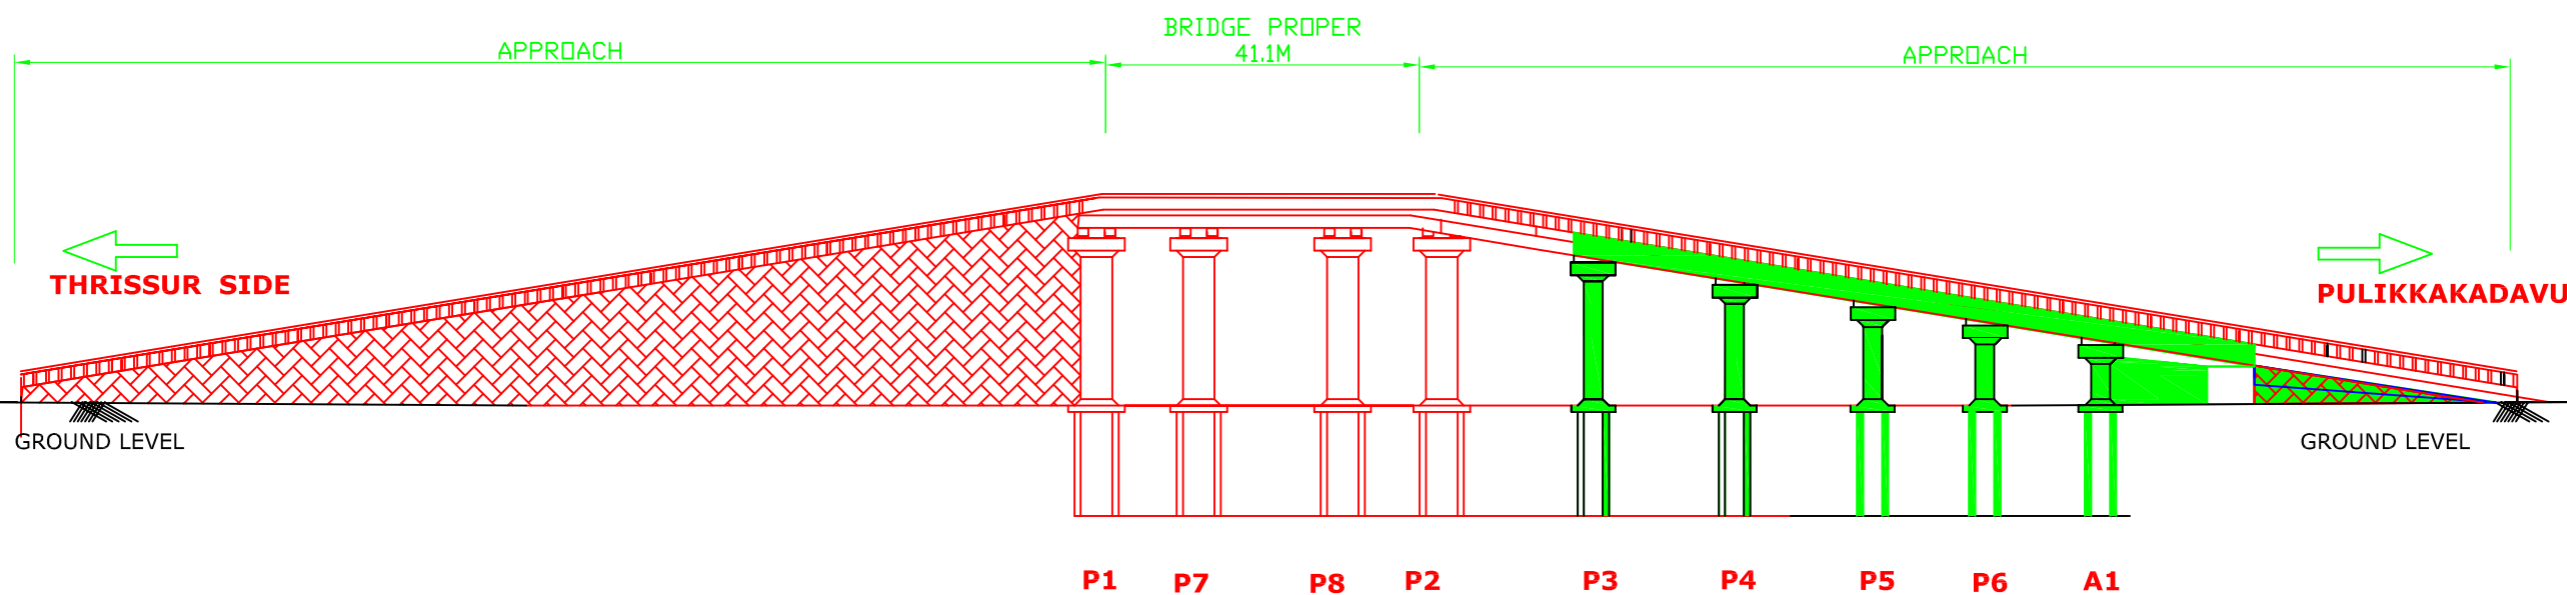 BRIDGE PROPER
APPROACH
41.1M
APPROACH
THRISSUR SIDE
PULIKKAKADAVU
GROUND LEVEL
GROUND LEVEL
P1
P7
P8
P2
P3
P4
P5
P6
A1